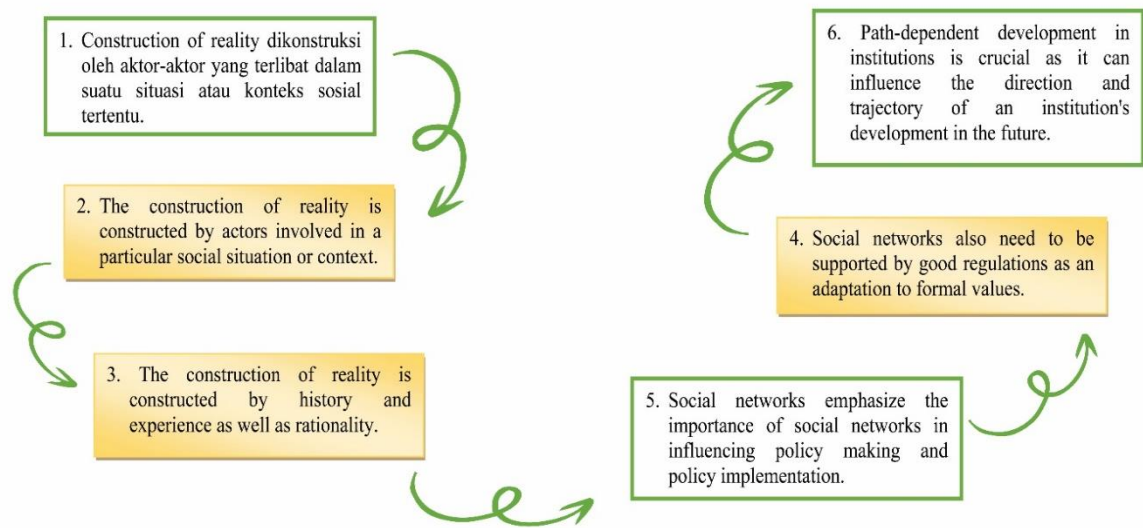 1. Construction of reality dikonstruksi
oleh aktor-aktor yang terlibat dalam
suatu situasi atau konteks sosial
tertentu.
2. The construction of reality is
constructed by actors involved in a
particular social situation or context.
3. The construction of reality is
constructed by history and
experience as well as rationality.
6. Path-dependent development in
institutions is crucial as it can
influence the direction and
trajectory of an institution's
development in the future.
4. Social networks also need to be
supported by good regulations as an
adaptation to formal values.
5. Social networks emphasize the
importance of social networks in
influencing policy making and
policy implementation.